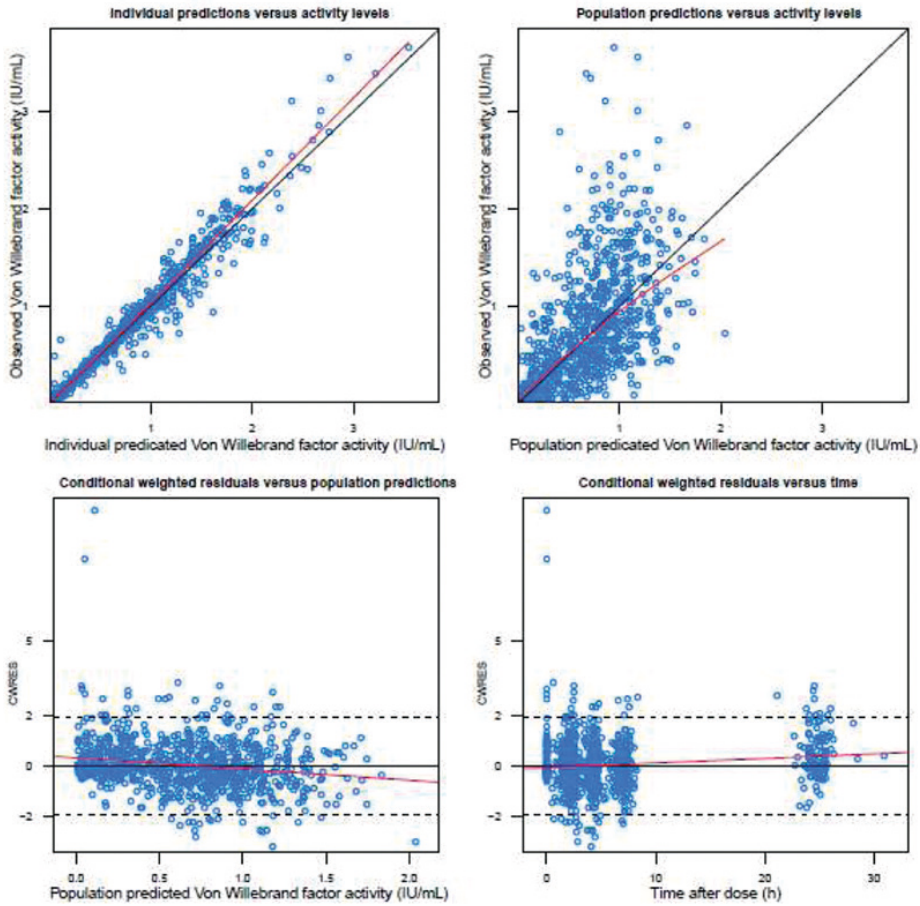 Individual predictions versus activity levels
Observed Von Willebrand factor activity (IU/mL)
3
2
1
1
2
3
Individual predicated Von Willebrand factor activity (IU/mL)
Population predictions versus activity levels
Observed Von Willebrand factor activity (IU/mL)
3
2
1
1
2
3
Population predicated Von Willebrand factor activity (IU/mL)
Conditional weighted residuals versus population predictions
CWRES
5
2
0
−2
0.0
0.5
1.0
1.5
2.0
Population predicted Von Willebrand factor activity (IU/mL)
Conditional weighted residuals versus time
CWRES
5
2
0
−2
0
10
20
30
Time after dose (h)